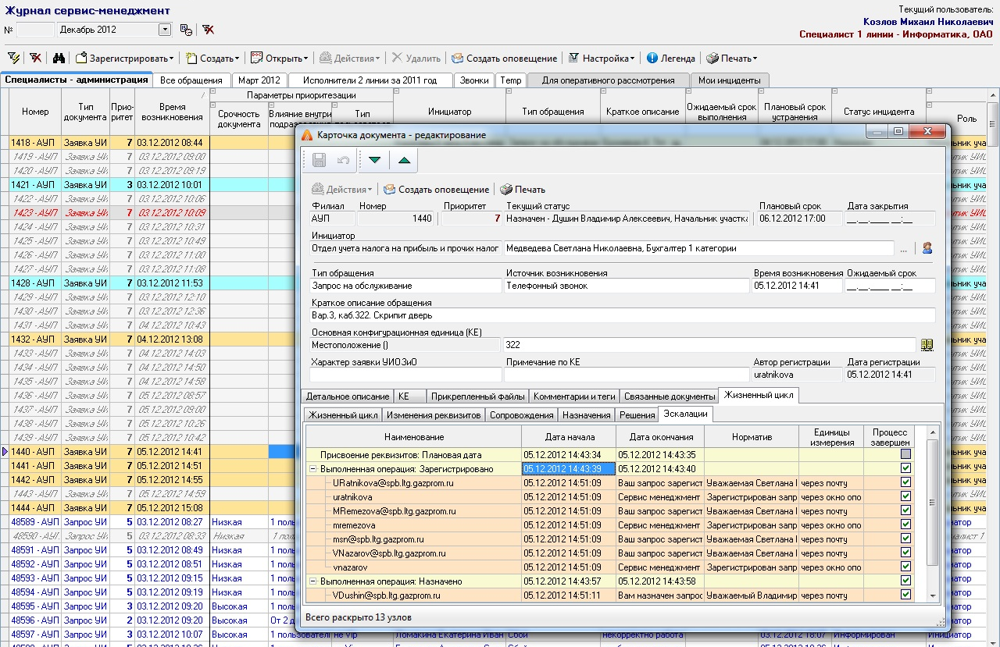 Журнал сервис-менеджмент
Текущий пользователь:
Козлов Михаил Николаевич
Специалист 1 линии - Информатика, ОАО
№ Декабрь 2012
Зарегистрировать Создать Открыть Действия Удалить Создать оповещение Настройка Легенда Печать
Специалисты - администрация Все обращения Март 2012 Исполнители 2 линии за 2011 год Звонки Temp Для оперативного рассмотрения Мои инциденты
Номер Тип документа Прио-ритет Время возникновения Параметры приоритезации Срочность документа Влияние внутри Тип Инициатор Тип обращения Краткое описание Ожидаемый срок выполнения Плановый срок устранения Статус инцидента Роль
1418 - АУП Заявка УИ 7 03.12.2012 08:44
1419 - АУП Заявка УИ 7 03.12.2012 09:00
1420 - АУП Заявка УИ 7 03.12.2012 09:19
1421 - АУП Заявка УИ 3 03.12.2012 10:01
1422 - АУП Заявка УИ 7 03.12.2012 10:06
1423 - АУП Заявка УИ 7 03.12.2012 10:09
1424 - АУП Заявка УИ 7 03.12.2012 10:31
1425 - АУП Заявка УИ 7 03.12.2012 10:49
1426 - АУП Заявка УИ 7 03.12.2012 11:00
1427 - АУП Заявка УИ 7 03.12.2012 11:08
1428 - АУП Заявка УИ 7 03.12.2012 11:53
1429 - АУП Заявка УИ 7 03.12.2012 12:10
1430 - АУП Заявка УИ 7 03.12.2012 12:36
1431 - АУП Заявка УИ 7 04.12.2012 10:43
1432 - АУП Заявка УИ 7 04.12.2012 13:08
1433 - АУП Заявка УИ 7 04.12.2012 14:03
1434 - АУП Заявка УИ 7 04.12.2012 14:50
1435 - АУП Заявка УИ 7 04.12.2012 14:58
1436 - АУП Заявка УИ 7 05.12.2012 08:57
1437 - АУП Заявка УИ 7 05.12.2012 09:00
1438 - АУП Заявка УИ 7 05.12.2012 10:26
1439 - АУП Заявка УИ 7 05.12.2012 10:42
1440 - АУП Заявка УИ 7 05.12.2012 14:41
1441 - АУП Заявка УИ 7 05.12.2012 14:51
1442 - АУП Заявка УИ 7 05.12.2012 14:55
1443 - АУП Заявка УИ 7 05.12.2012 14:59
1444 - АУП Заявка УИ 7 05.12.2012 15:08
48589 - АУП Запрос УИ 5 03.12.2012 08:27 Низкая 1 поль
48590 - АУП Запрос УИ 5 03.12.2012 08:33 Низкая 1 пол
48591 - АУП Запрос УИ 5 03.12.2012 08:49 Низкая 1 поль
48592 - АУП Запрос УИ 5 03.12.2012 08:51 Низкая 1 поль
48593 - АУП Запрос УИ 5 03.12.2012 09:15 Низкая 1 поль
48594 - АУП Запрос УИ 5 03.12.2012 09:19 Низкая 1 поль
48595 - АУП Запрос УИ 3 03.12.2012 09:20 Высокая 1 поль
48596 - АУП Запрос УИ 2 03.12.2012 09:20 Высокая От 2 д
48597 - АУП Запрос УИ 3 03.12.2012 10:07 Высокая 1 пользовател не Vip Ломакина Екатерина Иван Сбой некорректно работа 03.12.2012 16:07 Информирован Инициатор
Карточка документа - редактирование
Действия Создать оповещение Печать
Филиал Номер Приоритет Текущий статус Плановый срок Дата закрытия
АУП 1440 7 Назначен - Душин Владимир Алексеевич, Начальник участка 06.12.2012 17:00 __.__.____ __:__
Инициатор
Отдел учета налога на прибыль и прочих налог Медведева Светлана Николаевна, Бухгалтер 1 категории ...
Тип обращения Источник возникновения Время возникновения Ожидаемый срок
Запрос на обслуживание Телефонный звонок 05.12.2012 14:41 __.__.____ __:__
Краткое описание обращения
Вар.3, каб.322. Скрипит дверь
Основная конфигурационная единица (КЕ)
Местоположение () 322
Характер заявки УИОЗиО Примечание по КЕ Автор регистрации Дата регистрации
uratnikova 05.12.2012 14:41
Детальное описание КЕ Прикрепленный файлы Комментарии и теги Связанные документы Жизненный цикл
Жизненный цикл Изменения реквизитов Сопровождения Назначения Решения Эскалации
Наименование Дата начала Дата окончания Норматив Единицы измерения Процесс завершен
Присвоение реквизитов: Плановая дата 05.12.2012 14:43:34 05.12.2012 14:43:35
Выполненная операция: Зарегистрировано 05.12.2012 14:43:39 05.12.2012 14:43:40
URatnikova@spb.ltg.gazprom.ru 05.12.2012 14:51:09 Ваш запрос зарегист Уважаемая Светлана I через почту
uratnikova 05.12.2012 14:51:09 Сервис менеджмент Зарегистрирован запр через окно опо
MRemezova@spb.ltg.gazprom.ru 05.12.2012 14:51:09 Ваш запрос зарегист Уважаемая Светлана I через почту
mremezova 05.12.2012 14:51:09 Сервис менеджмент Зарегистрирован запр через окно опо
msn@spb.ltg.gazprom.ru 05.12.2012 14:51:09 Ваш запрос зарегист Уважаемая Светлана I через почту
VNazarov@spb.ltg.gazprom.ru 05.12.2012 14:51:09 Ваш запрос зарегист Уважаемая Светлана I через почту
vnazarov 05.12.2012 14:51:09 Сервис менеджмент Зарегистрирован запр через окно опо
Выполненная операция: Назначено 05.12.2012 14:43:57 05.12.2012 14:43:58
VDushin@spb.ltg.gazprom.ru 05.12.2012 14:51:11 Вам назначен запрос Уважаемый Владимир через почту
Всего раскрыто 13 узлов